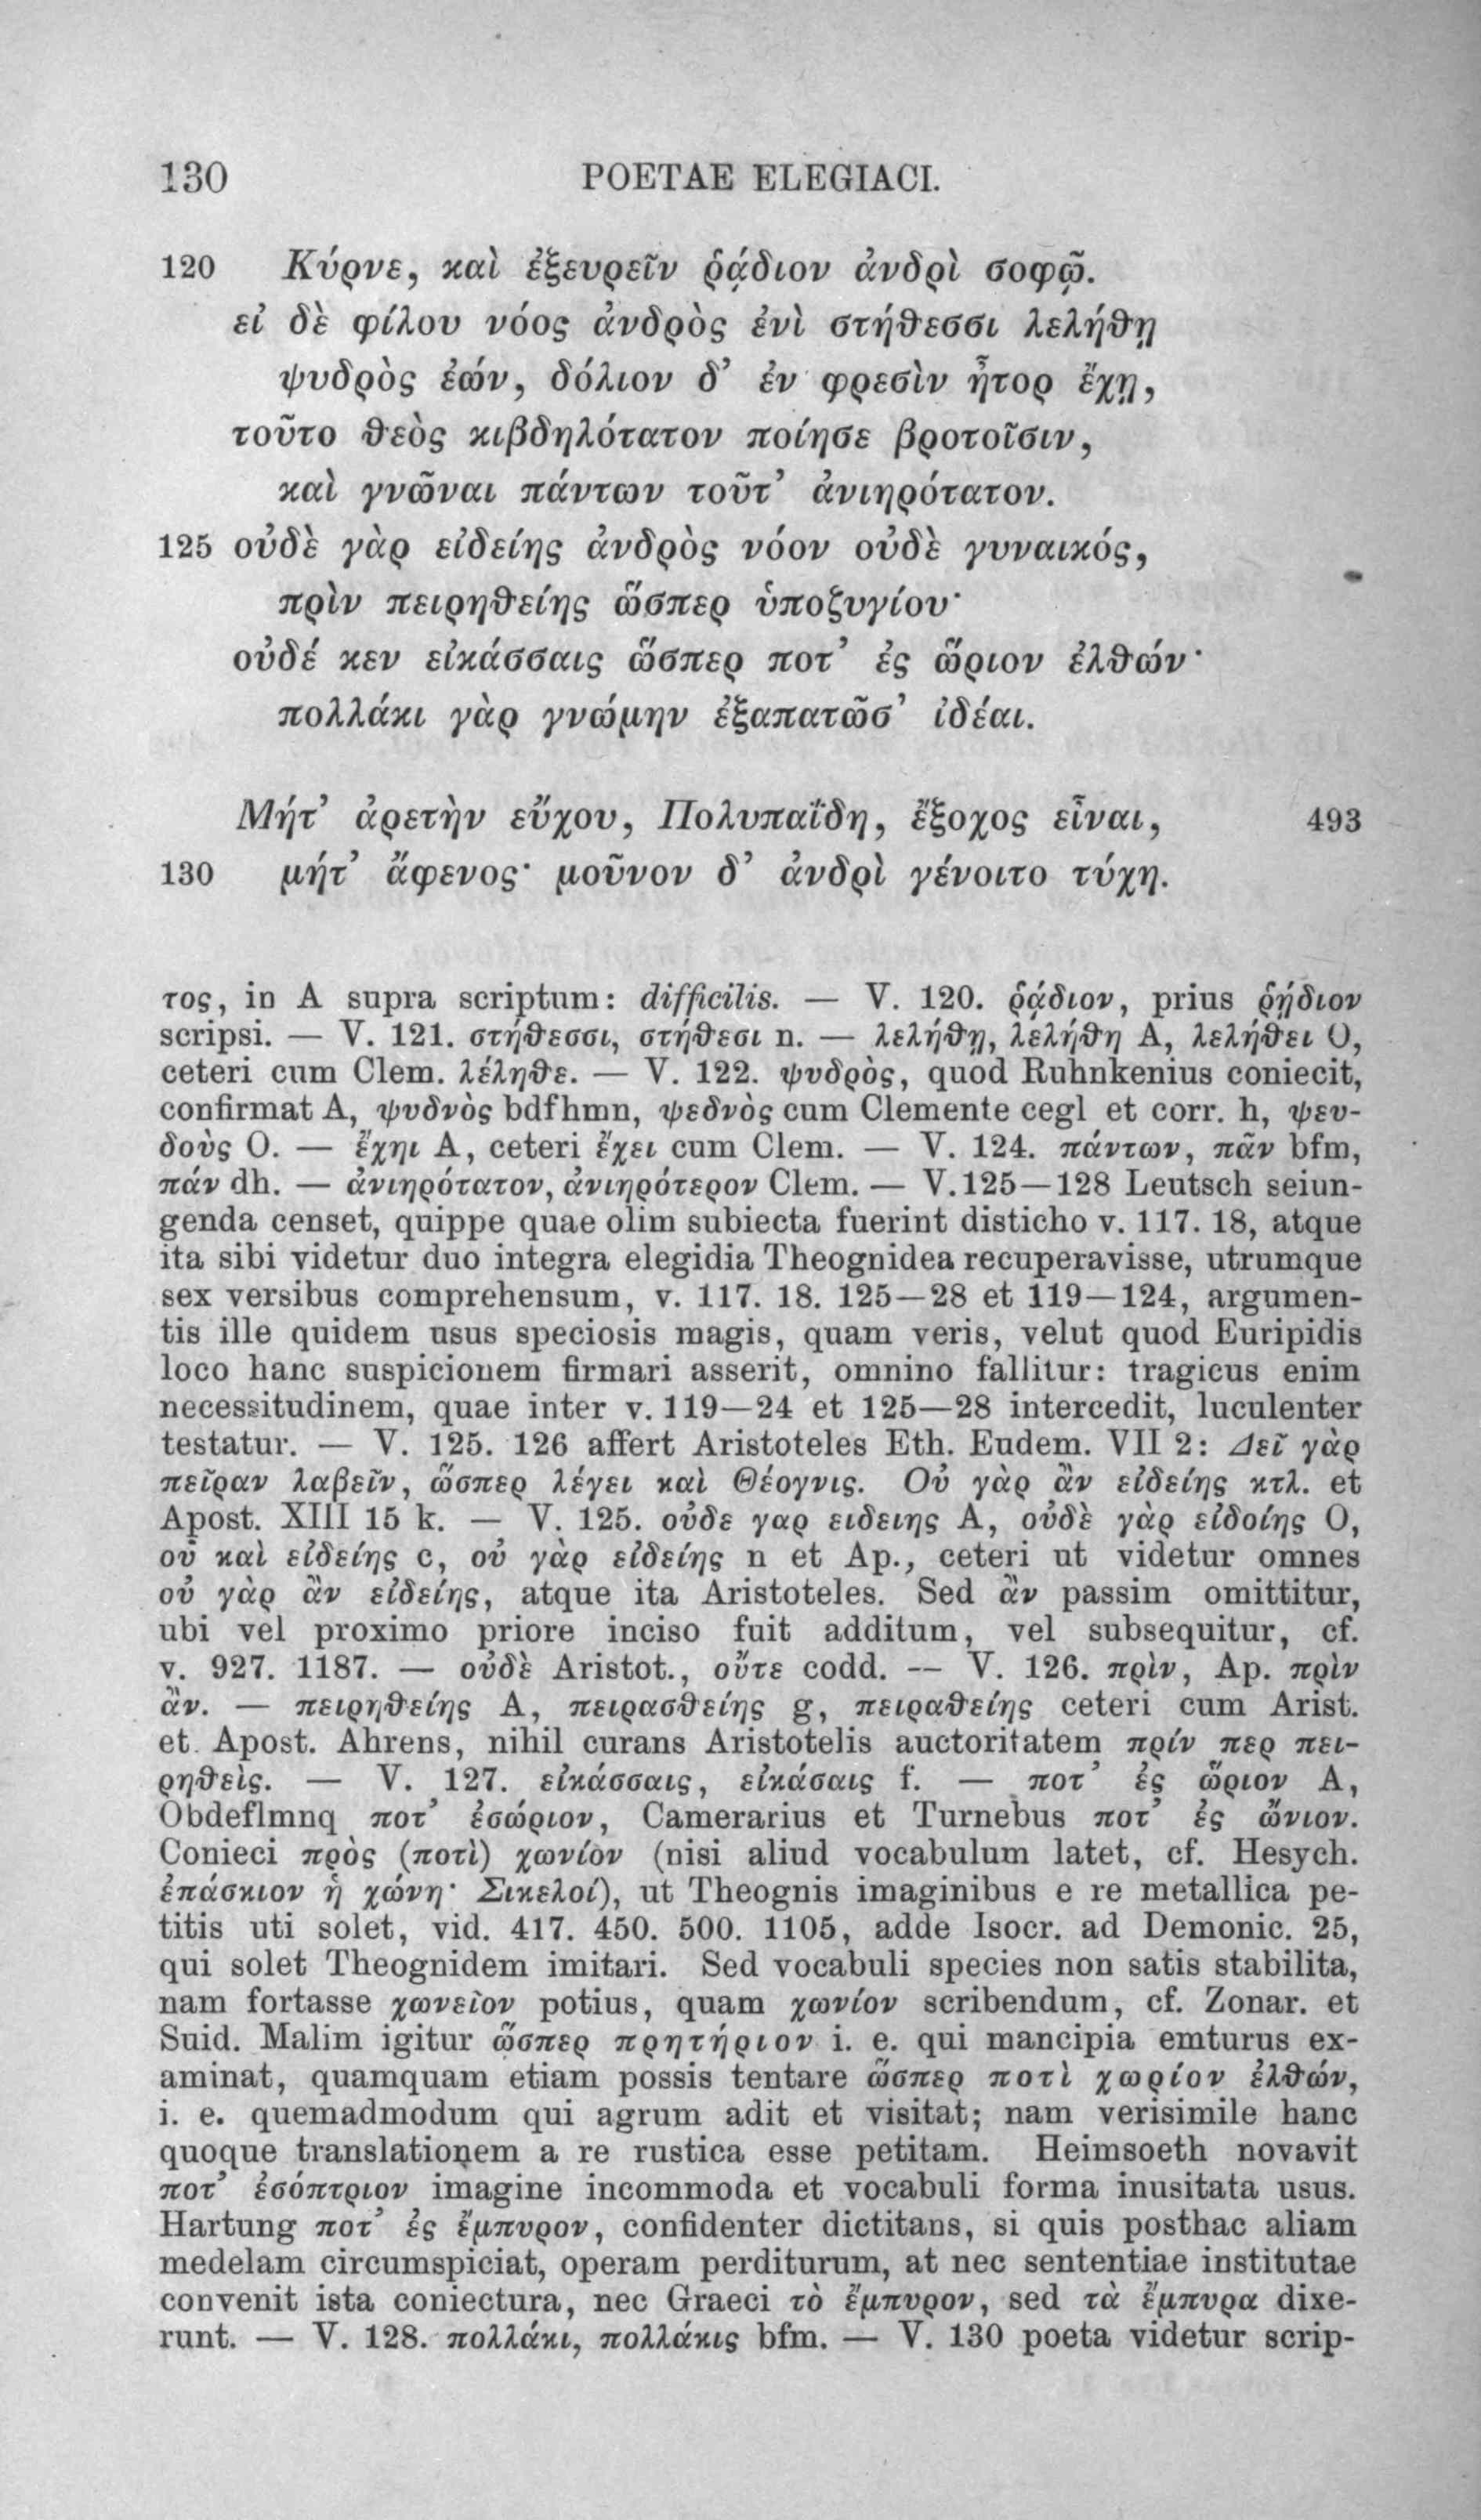 130 POETAE ELEGIACI.
120 Κύρνε, καὶ ἐξευρεῖν ῥᾴδιον ἀνδρὶ σοφῷ.
εἰ δὲ φίλου νόος ἀνδρὸς ἐνὶ στήθεσσι λελήθῃ
ψυδρὸς ἐών, δόλιον δ’ ἐν φρεσὶν ἦτορ ἔχῃ,
τοῦτο θεὸς κιβδηλότατον ποίησε βροτοῖσιν,
καὶ γνῶναι πάντων τοῦτ’ ἀνιηρότατον.
125 οὐδὲ γὰρ εἰδείης ἀνδρὸς νόον οὐδὲ γυναικός,
πρὶν πειρηθείης ὥσπερ ὑποζυγίου·
οὐδέ κεν εἰκάσσαις ὥσπερ ποτ’ ἐς ὥριον ἐλθών·
πολλάκι γὰρ γνώμην ἐξαπατῶσ’ ἰδέαι.
Μήτ’ ἀρετὴν εὔχου, Πολυπαΐδη, ἔξοχος εἶναι, 493
130 μήτ’ ἄφενος· μοῦνον δ’ ἀνδρὶ γένοιτο τύχη.
τος, in A supra scriptum: difficilis. — V. 120. ῥᾴδιον, prius ῥῄδιον
scripsi. — V. 121. στήθεσσι, στήθεσι n. — λελήθῃ, λελήθη A, λελήθει O,
ceteri cum Clem. λέληθε. — V. 122. ψυδρὸς, quod Ruhnkenius coniecit,
confirmat A, ψυδνὸς bdfhmn, ψεδνὸς cum Clemente cegl et corr. h, ψευ-
δοὺς O. — ἔχηι A, ceteri ἔχει cum Clem. — V. 124. πάντων, πᾶν bfm,
πάν dh. — ἀνιηρότατον, ἀνιηρότερον Clem. — V. 125—128 Leutsch seiun-
genda censet, quippe quae olim subiecta fuerint disticho v. 117. 18, atque
ita sibi videtur duo integra elegidia Theognidea recuperavisse, utrumque
sex versibus comprehensum, v. 117. 18. 125—28 et 119—124, argumen-
tis ille quidem usus speciosis magis, quam veris, velut quod Euripidis
loco hanc suspicionem firmari asserit, omnino fallitur: tragicus enim
necessitudinem, quae inter v. 119—24 et 125—28 intercedit, luculenter
testatur. — V. 125. 126 affert Aristoteles Eth. Eudem. VII 2: Δεῖ γὰρ
πεῖραν λαβεῖν, ὥσπερ λέγει καὶ Θέογνις. Οὐ γὰρ ἂν εἰδείης κτλ. et
Apost. XIII 15 k. — V. 125. οὐδε γαρ ειδειης A, οὐδὲ γὰρ εἰδοίης O,
οὐ καὶ εἰδείης c, οὐ γὰρ εἰδείης n et Ap., ceteri ut videtur omnes
οὐ γὰρ ἂν εἰδείης, atque ita Aristoteles. Sed ἂν passim omittitur,
ubi vel proximo priore inciso fuit additum, vel subsequitur, cf.
v. 927. 1187. — οὐδὲ Aristot., οὔτε codd. — V. 126. πρὶν, Ap. πρὶν
ἂν. — πειρηθείης A, πειρασθείης g, πειραθείης ceteri cum Arist.
et Apost. Ahrens, nihil curans Aristotelis auctoritatem πρίν περ πει-
ρηθεὶς. — V. 127. εἰκάσσαις, εἰκάσαις f. — ποτ’ ἐς ὥριον A,
Obdeflmnq ποτ’ ἐσώριον, Camerarius et Turnebus ποτ’ ἐς ὤνιον.
Conieci πρὸς (ποτὶ) χωνίον (nisi aliud vocabulum latet, cf. Hesych.
ἐπάσκιον ἡ χώνη· Σικελοί), ut Theognis imaginibus e re metallica pe-
titis uti solet, vid. 417. 450. 500. 1105, adde Isocr. ad Demonic. 25,
qui solet Theognidem imitari. Sed vocabuli species non satis stabilita,
nam fortasse χωνεῖον potius, quam χωνίον scribendum, cf. Zonar. et
Suid. Malim igitur ὥσπερ πρητήριον i. e. qui mancipia emturus ex-
aminat, quamquam etiam possis tentare ὥσπερ ποτὶ χωρίον ἐλθών,
i. e. quemadmodum qui agrum adit et visitat; nam verisimile hanc
quoque translationem a re rustica esse petitam. Heimsoeth novavit
ποτ’ ἐσόπτριον imagine incommoda et vocabuli forma inusitata usus.
Hartung ποτ’ ἐς ἔμπυρον, confidenter dictitans, si quis posthac aliam
medelam circumspiciat, operam perditurum, at nec sententiae institutae
convenit ista coniectura, nec Graeci τὸ ἔμπυρον, sed τὰ ἔμπυρα dixe-
runt. — V. 128. πολλάκι, πολλάκις bfm. — V. 130 poeta videtur scrip-